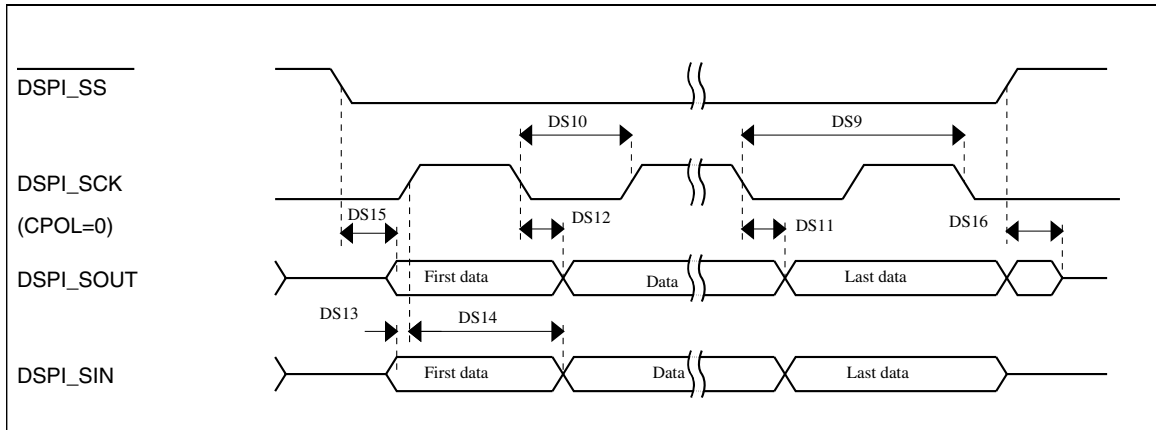 DSPI_SS
DS10
DS9
DSPI_SCK
(CPOL=0)
DS15
DS12
DS11
DS16
DSPI_SOUT
First data
Data
Last data
DS13
DS14
DSPI_SIN
First data
Data
Last data